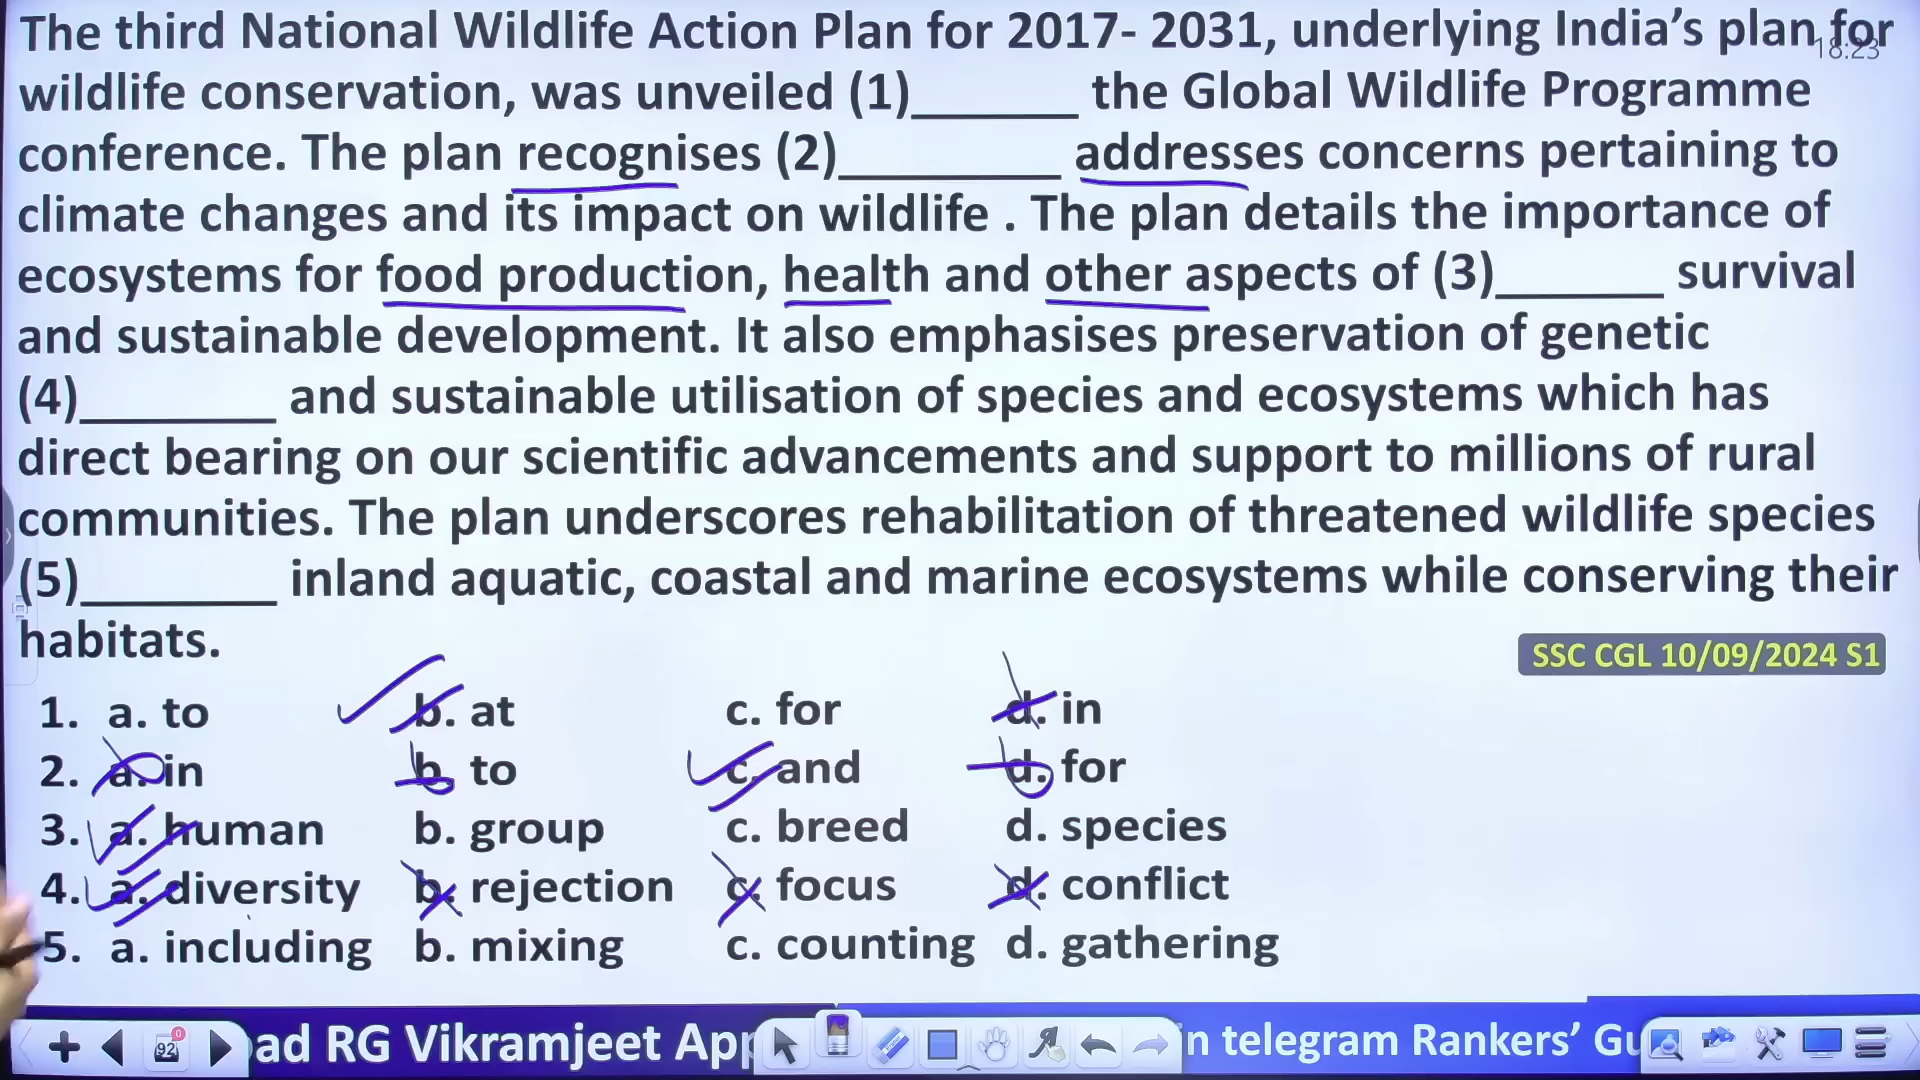 The third National Wildlife Action Plan for 2017- 2031, underlying India's plan for
18:23
wildlife conservation, was unveiled (1)_______ the Global Wildlife Programme
conference. The plan recognises (2)_________ addresses concerns pertaining to
climate changes and its impact on wildlife . The plan details the importance of
ecosystems for food production, health and other aspects of (3)_______ survival
and sustainable development. It also emphasises preservation of genetic
(4)________ and sustainable utilisation of species and ecosystems which has
direct bearing on our scientific advancements and support to millions of rural
communities. The plan underscores rehabilitation of threatened wildlife species
(5)________ inland aquatic, coastal and marine ecosystems while conserving their
habitats.
SSC CGL 10/09/2024 S1
1. a. to b. at c. for d. in
2. a. in b. to c. and d. for
3. a. human b. group c. breed d. species
4. a. diversity b. rejection c. focus d. conflict
5. a. including b. mixing c. counting d. gathering
92 0 ad RG Vikramjeet App n telegram Rankers' Gu